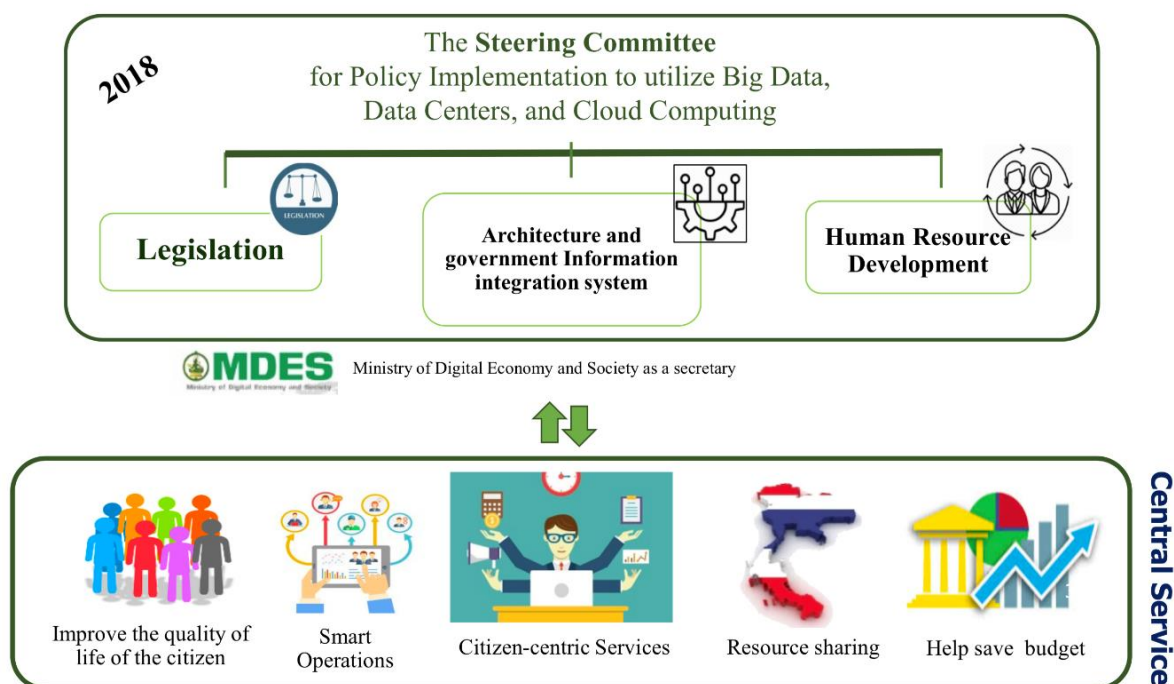 2018
The Steering Committee
for Policy Implementation to utilize Big Data,
Data Centers, and Cloud Computing
LEGISLATION
Legislation
Architecture and
government Information
integration system
Human Resource
Development
MDES
Ministry of Digital Economy and Society
Ministry of Digital Economy and Society as a secretary
Improve the quality of
life of the citizen
Smart
Operations
Citizen-centric Services
Resource sharing
Help save budget
Central Service